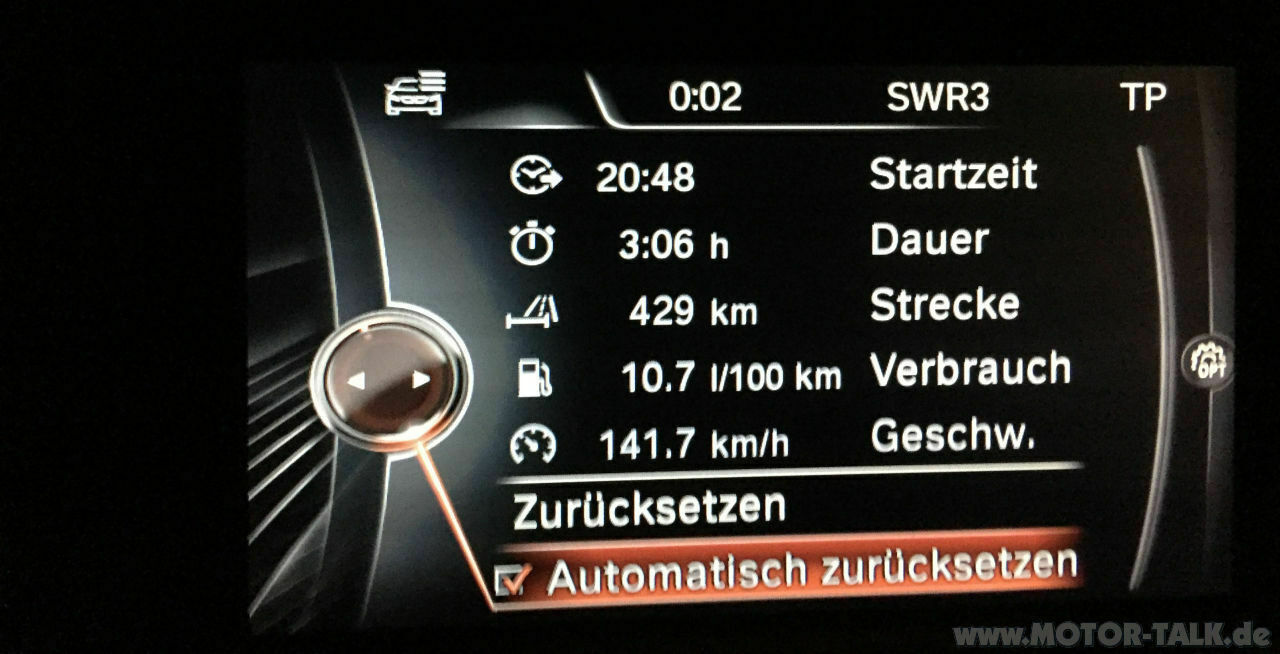 0:02 SWR3 TP
20:48 Startzeit
3:06 h Dauer
429 km Strecke
10.7 l/100 km Verbrauch
OPT
141.7 km/h Geschw.
Zurücksetzen
Automatisch zurücksetzen
www.MOTOR-TALK.de